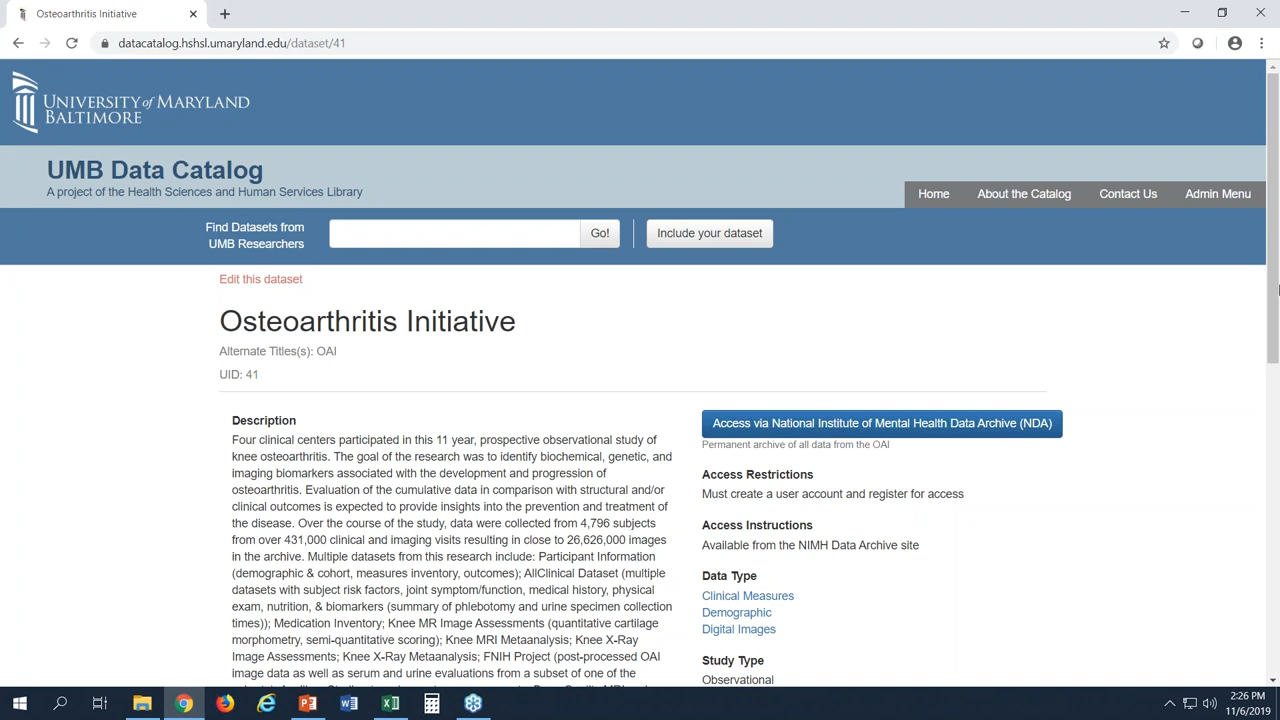 Osteoarthritis Initiative
datacatalog.hshsl.umaryland.edu/dataset/41
UNIVERSITY of MARYLAND
BALTIMORE
UMB Data Catalog
A project of the Health Sciences and Human Services Library
Home About the Catalog Contact Us Admin Menu
Find Datasets from
UMB Researchers
Go!
Include your dataset
Edit this dataset
Osteoarthritis Initiative
Alternate Titles(s): OAI
UID: 41
Description
Four clinical centers participated in this 11 year, prospective observational study of
knee osteoarthritis. The goal of the research was to identify biochemical, genetic, and
imaging biomarkers associated with the development and progression of
osteoarthritis. Evaluation of the cumulative data in comparison with structural and/or
clinical outcomes is expected to provide insights into the prevention and treatment of
the disease. Over the course of the study, data were collected from 4,796 subjects
from over 431,000 clinical and imaging visits resulting in close to 26,626,000 images
in the archive. Multiple datasets from this research include: Participant Information
(demographic & cohort, measures inventory, outcomes); AllClinical Dataset (multiple
datasets with subject risk factors, joint symptom/function, medical history, physical
exam, nutrition, & biomarkers (summary of phlebotomy and urine specimen collection
times)); Medication Inventory; Knee MR Image Assessments (quantitative cartilage
morphometry, semi-quantitative scoring); Knee MRI Metaanalysis; Knee X-Ray
Image Assessments; Knee X-Ray Metaanalysis; FNIH Project (post-processed OAI
image data as well as serum and urine evaluations from a subset of one of the
Access via National Institute of Mental Health Data Archive (NDA)
Permanent archive of all data from the OAI
Access Restrictions
Must create a user account and register for access
Access Instructions
Available from the NIMH Data Archive site
Data Type
Clinical Measures
Demographic
Digital Images
Study Type
Observational
2:26 PM
11/6/2019